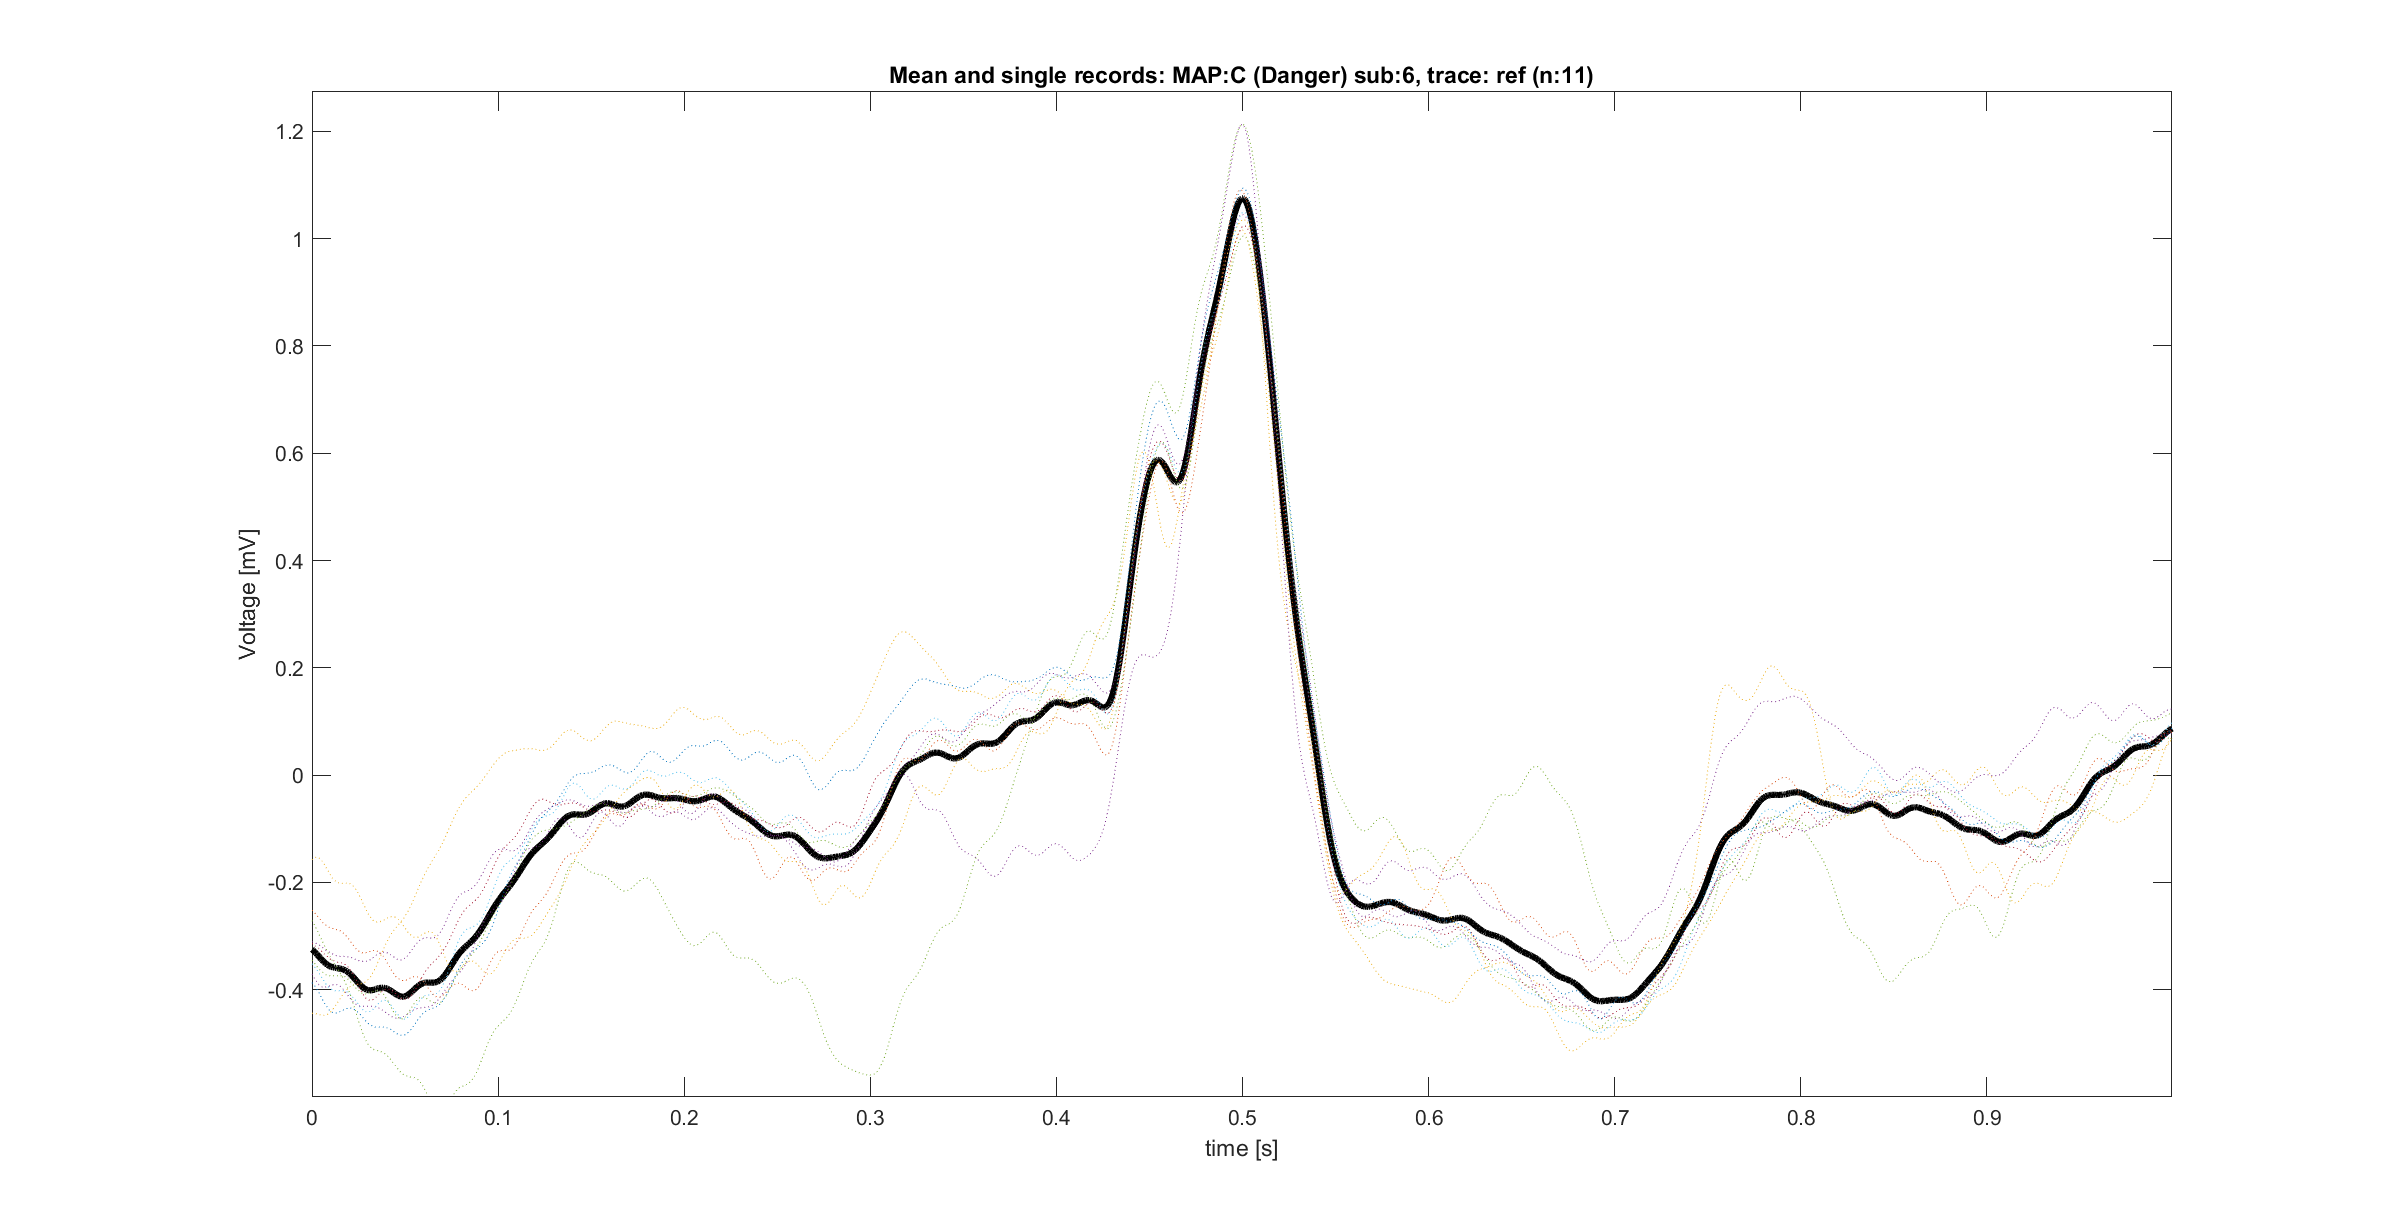 Mean and single records: MAP:C (Danger) sub:6, trace: ref (n:11)
1.2
1
0.8
0.6
0.4
0.2
0
-0.2
-0.4
Voltage [mV]
0 0.1 0.2 0.3 0.4 0.5 0.6 0.7 0.8 0.9
time [s]